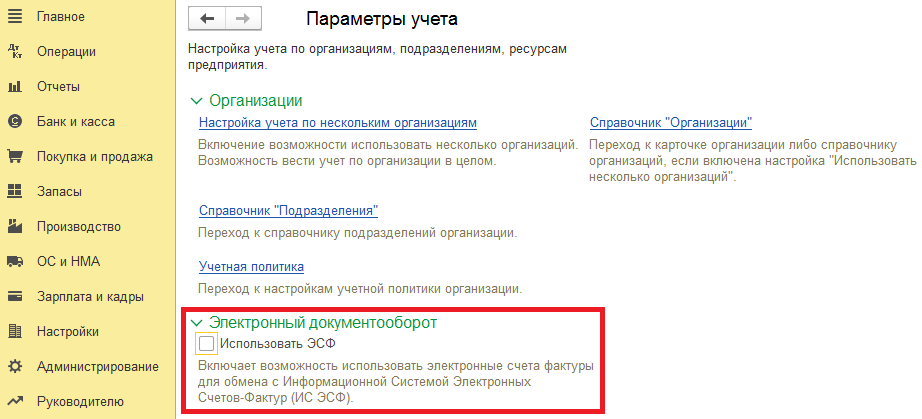 Главное
Операции
Отчеты
Банк и касса
Покупка и продажа
Запасы
Производство
ОС и НМА
Зарплата и кадры
Настройки
Администрирование
Руководителю
Параметры учета
Настройка учета по организациям, подразделениям, ресурсам
предприятия.
Организации
Настройка учета по нескольким организациям
Включение возможности использовать несколько организаций.
Возможность вести учет по организации в целом.
Справочник "Организации"
Переход к карточке организации либо справочнику
организаций, если включена настройка "Использовать
несколько организаций".
Справочник "Подразделения"
Переход к справочнику подразделений организации.
Учетная политика
Переход к настройкам учетной политики организации.
Электронный документооборот
Использовать ЭСФ
Включает возможность использовать электронные счета фактуры
для обмена с Информационной Системой Электронных
Счетов-Фактур (ИС ЭСФ).